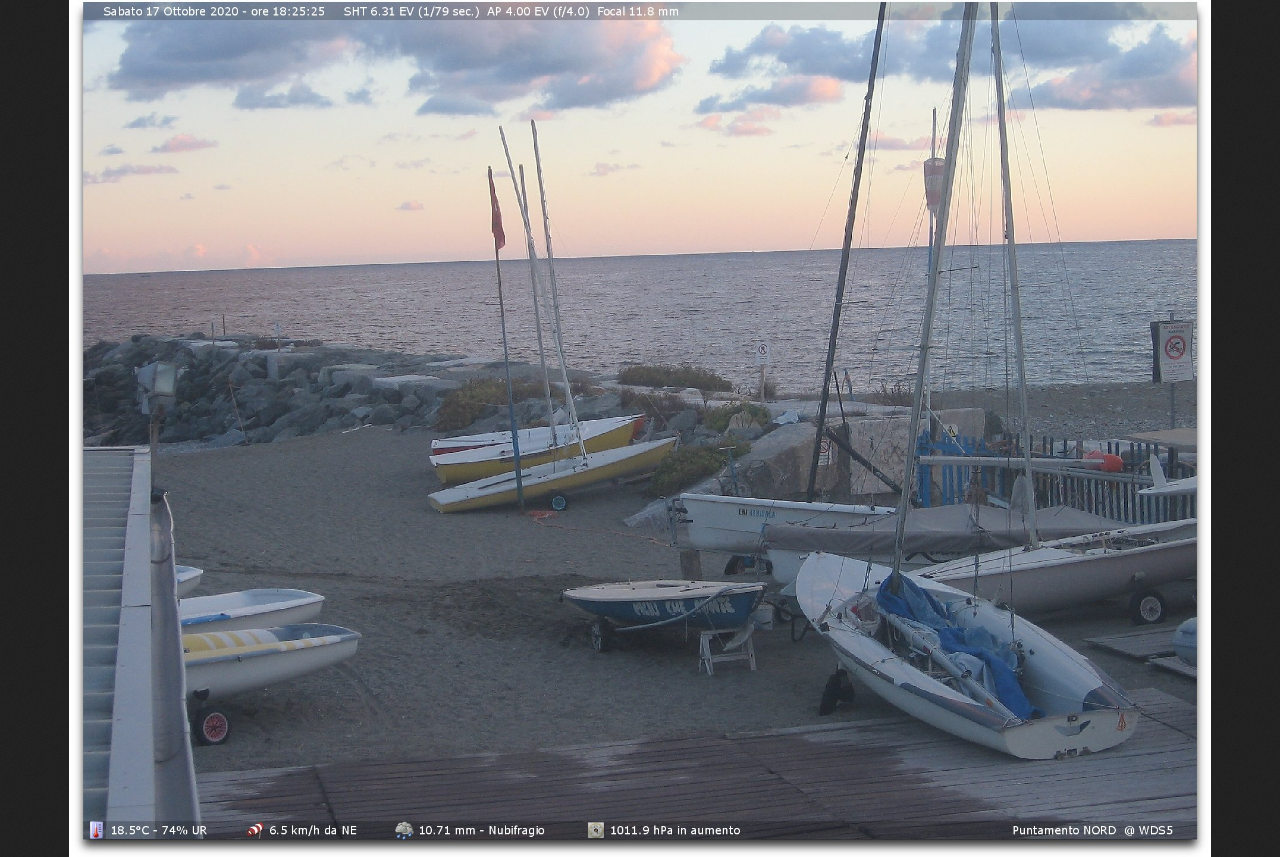 Sabato 17 Ottobre 2020 - ore 18:25:25 SHT 6.31 EV (1/79 sec.) AP 4.00 EV (f/4.0) Focal 11.8 mm
18.5°C - 74% UR 6.5 km/h da NE 10.71 mm - Nubifragio 1011.9 hPa in aumento Puntamento NORD @ WDS5